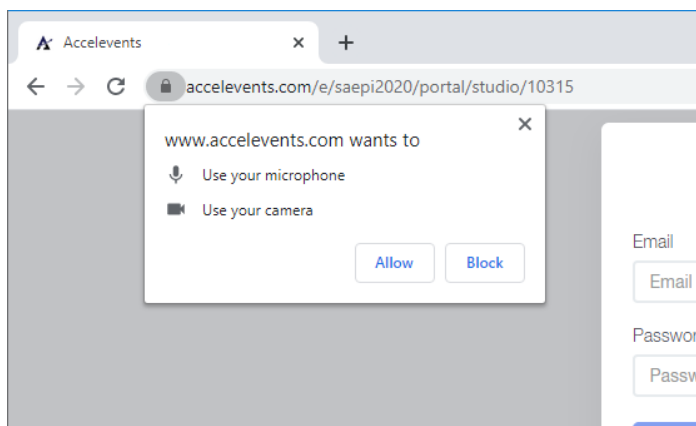 Accelevents
accelevents.com/e/saepi2020/portal/studio/10315
www.accelevents.com wants to
Use your microphone
Use your camera
Allow
Block
Email
Email
Passwor
Passw